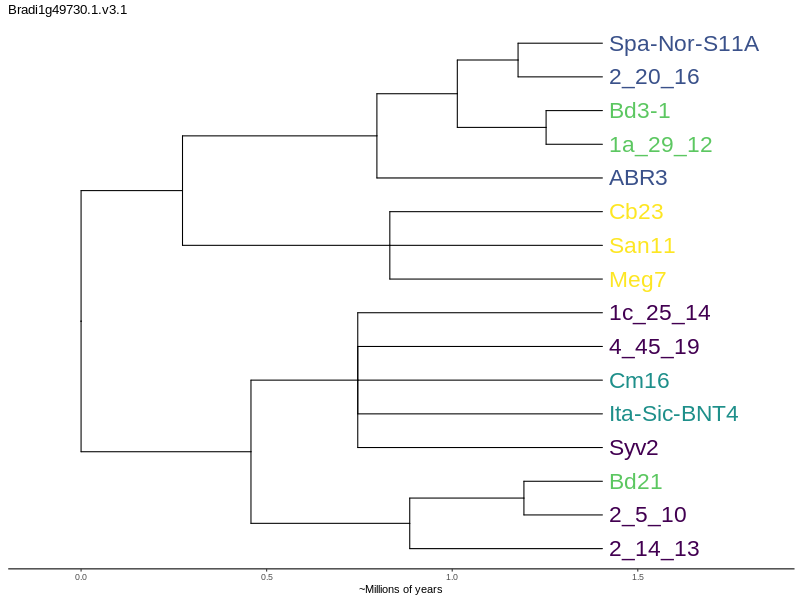 Bradi1g49730.1.v3.1
Spa-Nor-S11A
2_20_16
Bd3-1
1a_29_12
ABR3
Cb23
San11
Meg7
1c_25_14
4_45_19
Cm16
Ita-Sic-BNT4
Syv2
Bd21
2_5_10
2_14_13
0.0 0.5 1.0 1.5
~Millions of years